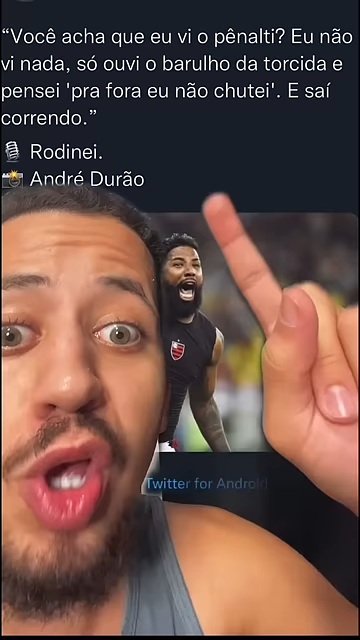 “Você acha que eu vi o pênalti? Eu não
vi nada, só ouvi o barulho da torcida e
pensei 'pra fora eu não chutei'. E saí
correndo.”
Rodinei.
André Durão
Twitter for Android